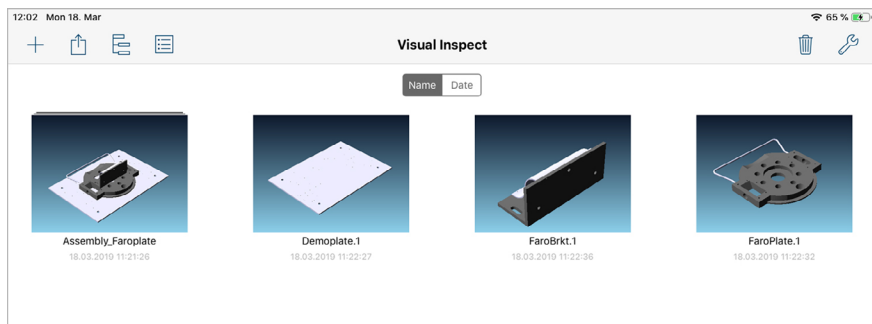 12:02 Mon 18. Mar
65 %
Visual Inspect
Name Date
Assembly_Faroplate
18.03.2019 11:21:26
Demoplate.1
18.03.2019 11:22:27
FaroBrkt.1
18.03.2019 11:22:36
FaroPlate.1
18.03.2019 11:22:32